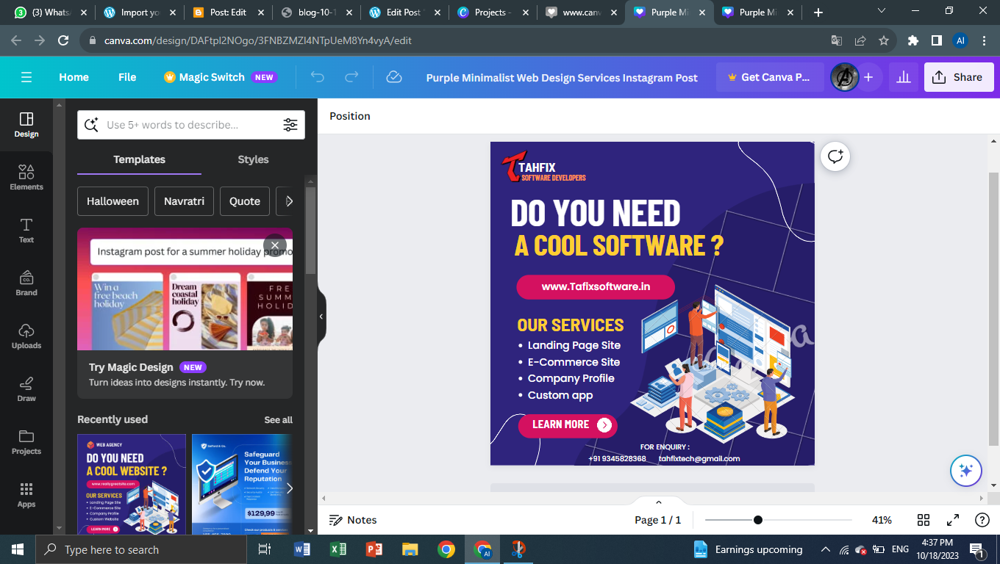 (3) Whats
Import yo
Post: Edit
blog-10-1
Edit Post
Projects -
www.canv
Purple Mi
Purple Mi
canva.com/design/DAFtpI2NOgo/3FNBZMZl4NTpUeM8Yn4vyA/edit
AI
Home
File
Magic Switch
NEW
Purple Minimalist Web Design Services Instagram Post
Get Canva P...
Share
Design
Elements
Text
Brand
Uploads
Draw
Projects
Apps
Use 5+ words to describe...
Templates
Styles
Halloween
Navratri
Quote
Instagram post for a summer holiday promo
Win a
free beach
holiday
Dream
coastal
holiday
FRE
SUMM
HOLID
Try Magic Design NEW
Turn ideas into designs instantly. Try now.
Recently used
See all
WEB AGENCY
DO YOU NEED
A COOL WEBSITE ?
www.reallygreatsite.com
OUR SERVICES
• Landing Page Site
• E-Commerce Site
• Company Profile
• Custom Website
LEARN MORE
Safeguard
Your Business
Defend Your
Reputation
$129,99
Position
TAHFIX
SOFTWARE DEVELOPERS
DO YOU NEED
A COOL SOFTWARE ?
www.Tafixsoftware.in
OUR SERVICES
• Landing Page Site
• E-Commerce Site
• Company Profile
• Custom app
LEARN MORE
FOR ENQUIRY :
+91 9345828368 tahfixtech@gmail.com
Notes
Page 1 / 1
41%
Type here to search
AI
Earnings upcoming
ENG
4:37 PM
10/18/2023
1